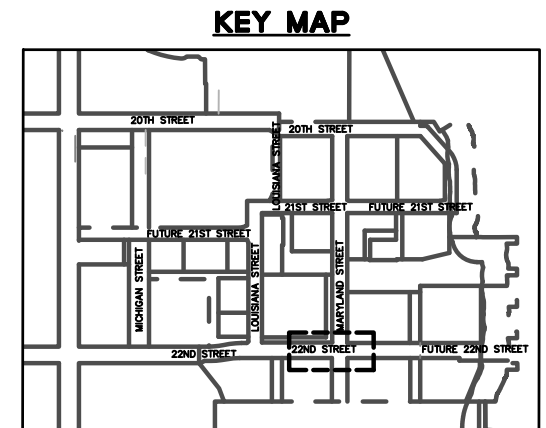 KEY MAP
20TH STREET
20TH STREET
LOUISIANA STREET
21ST STREET
FUTURE 21ST STREET
FUTURE 21ST STREET
MICHIGAN STREET
LOUISIANA STREET
MARYLAND STREET
22ND STREET
22ND STREET
FUTURE 22ND STREET